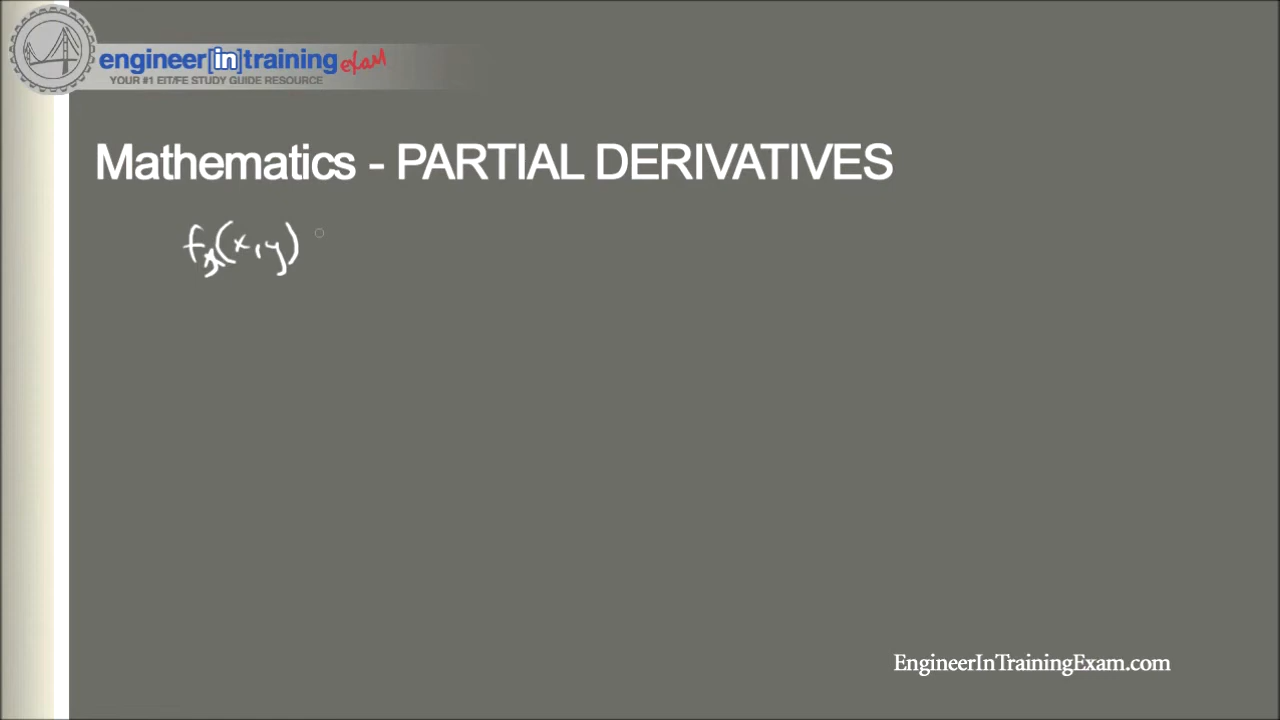 engineer[in]training exam
YOUR #1 EIT/FE STUDY GUIDE RESOURCE
Mathematics - PARTIAL DERIVATIVES
f (x,y)
EngineerInTrainingExam.com